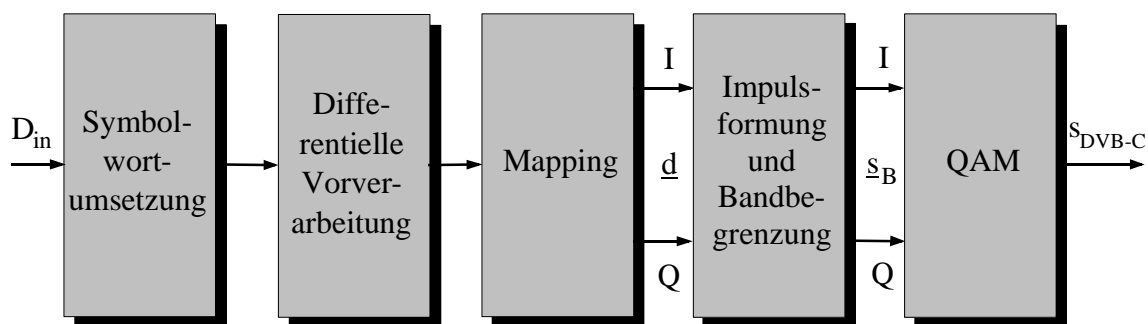 D_in
Symbol-
wort-
umsetzung
Diffe-
rentielle
Vorver-
arbeitung
Mapping
I
d
Q
Impuls-
formung
und
Bandbe-
grenzung
I
s_B
Q
QAM
s_DVB-C